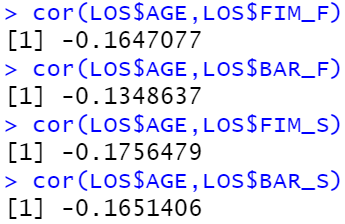 > cor(LOS$AGE,LOS$FIM_F)
[1] -0.1647077
> cor(LOS$AGE,LOS$BAR_F)
[1] -0.1348637
> cor(LOS$AGE,LOS$FIM_S)
[1] -0.1756479
> cor(LOS$AGE,LOS$BAR_S)
[1] -0.1651406